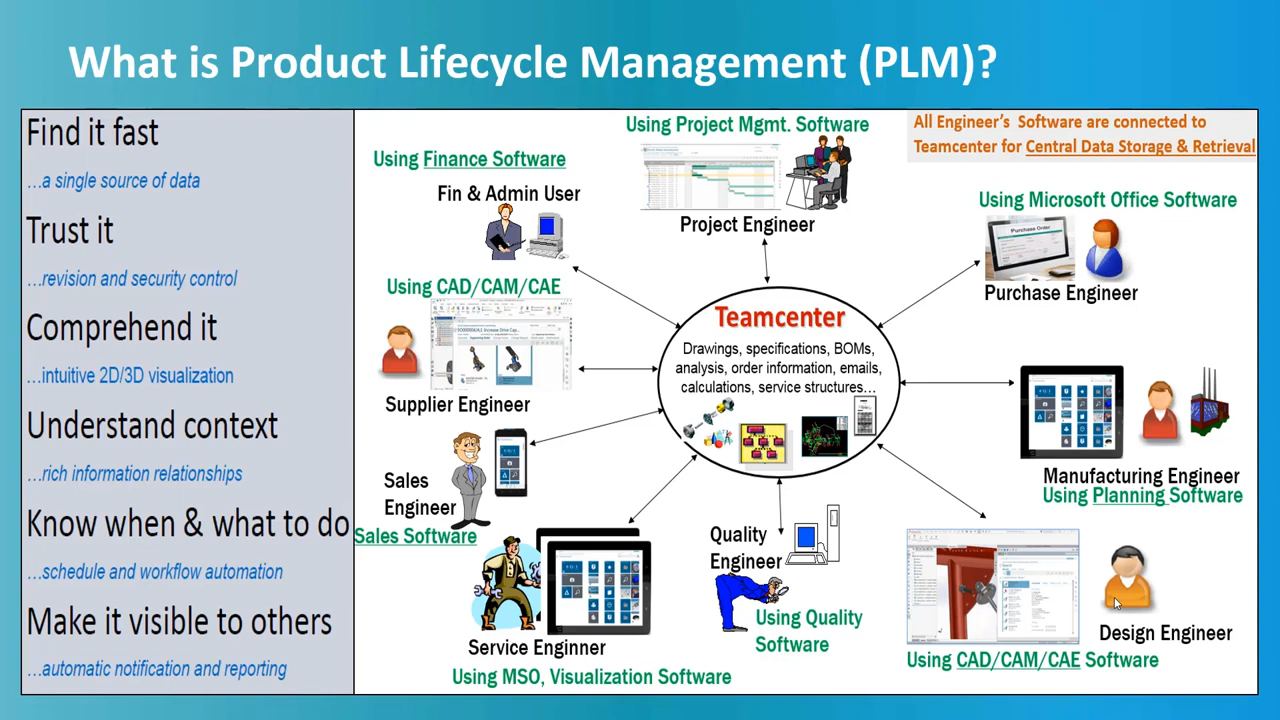 What is Product Lifecycle Management (PLM)?
Find it fast
...a single source of data
Trust it
...revision and security control
Comprehend it
...intuitive 2D/3D visualization
Understand context
...rich information relationships
Know when & what to do
...schedule and workflow automation
Make it visible to others
...automatic notification and reporting
Using Finance Software
Fin & Admin User
Using Project Mgmt. Software
Project Engineer
All Engineer's Software are connected to
Teamcenter for Central Data Storage & Retrieval
Using Microsoft Office Software
Purchase Order
Purchase Engineer
Using CAD/CAM/CAE
Supplier Engineer
Teamcenter
Drawings, specifications, BOMs,
analysis, order information, emails,
calculations, service structures...
Manufacturing Engineer
Using Planning Software
Sales
Engineer
Sales Software
Service Enginner
Using MSO, Visualization Software
Quality
Engineer
Using Quality
Software
Design Engineer
Using CAD/CAM/CAE Software